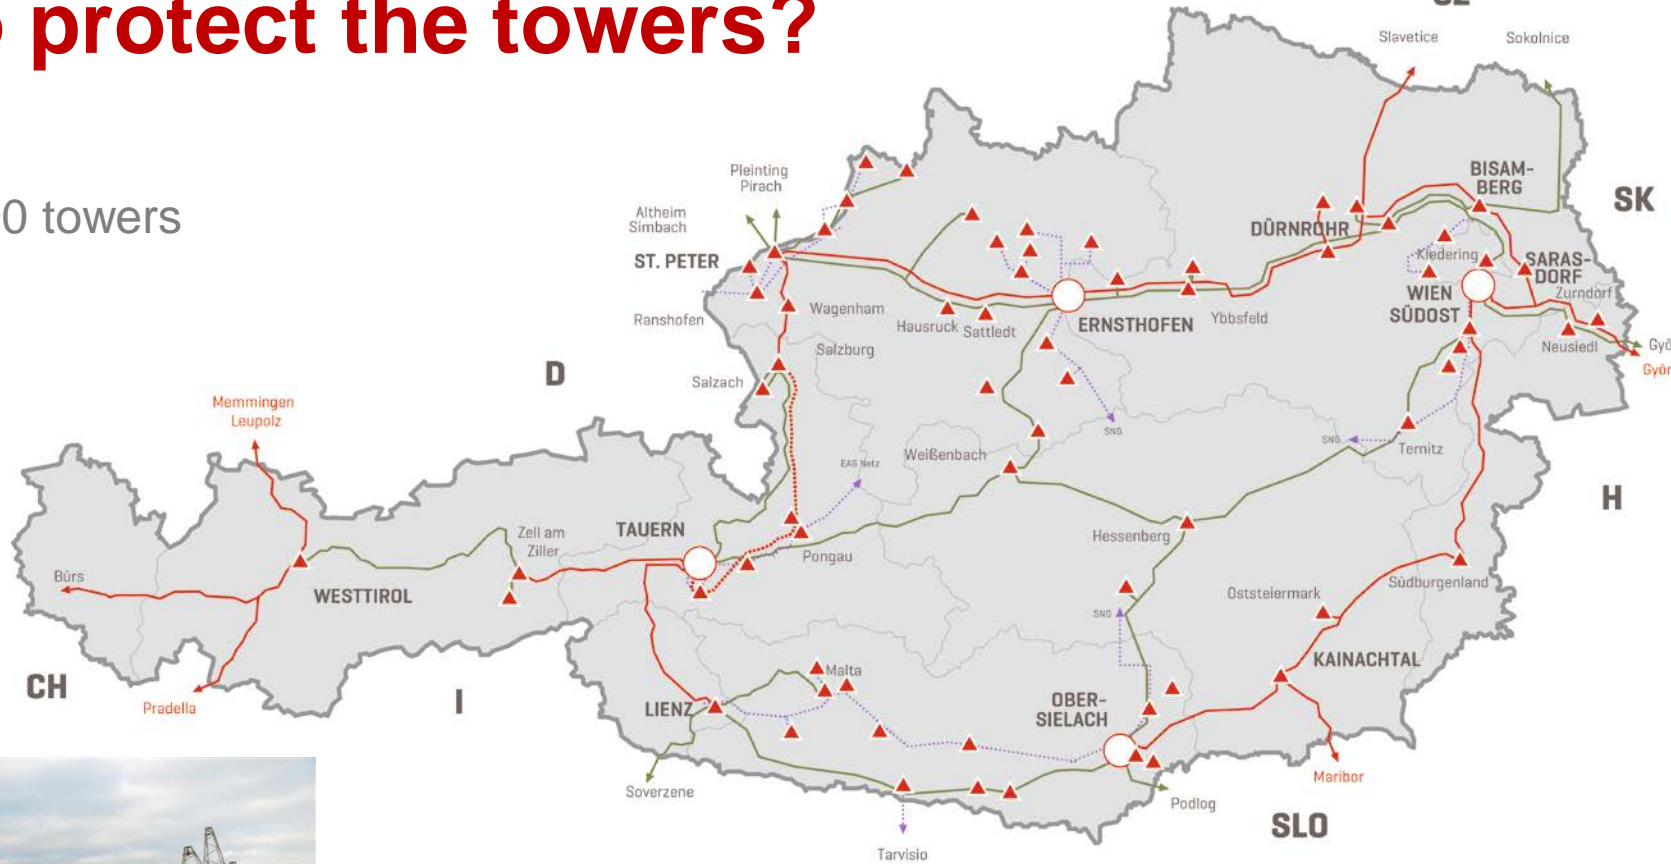 protect the towers?
0 towers
Slavetice
Sokolnice
Pleinting
Pirach
Altheim
Simbach
ST. PETER
BISAM-
BERG
SK
DÜRNROHR
Kledering
SARAS-
DORF
Zurndorf
WIEN
SÜDOST
Ranshofen
Wagenham
Hausruck
Sattledt
ERNSTHOFEN
Ybbsfeld
Neusiedl
Győr
Salzburg
D
Salzach
Memmingen
Leupolz
SNG
SNG
Ternitz
EAG Netz
Weißenbach
H
Zell am
Ziller
TAUERN
Pongau
Hessenberg
Bürs
WESTTIROL
Oststeiermark
Südburgenland
SNG
CH
Pradella
I
LIENZ
Malta
OBER-
SIELACH
KAINACHTAL
Soverzene
Podlog
Maribor
SLO
Tarvisio